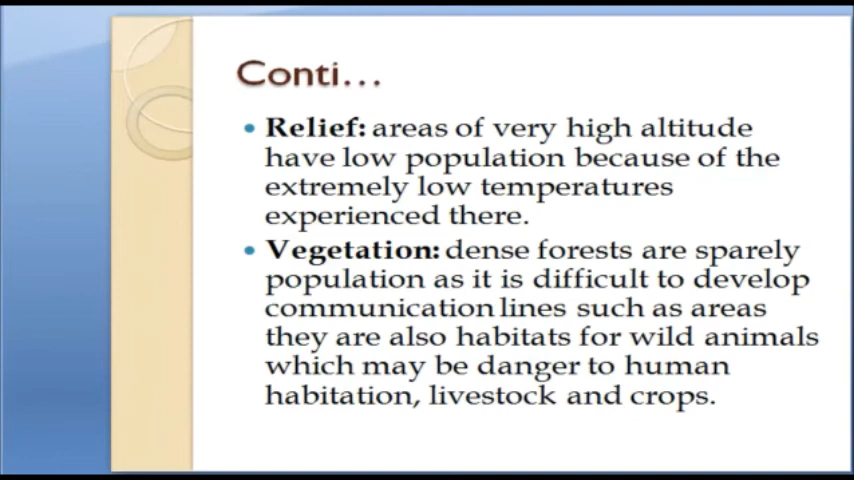 Conti...
• Relief: areas of very high altitude
have low population because of the
extremely low temperatures
experienced there.
• Vegetation: dense forests are sparely
population as it is difficult to develop
communication lines such as areas
they are also habitats for wild animals
which may be danger to human
habitation, livestock and crops.